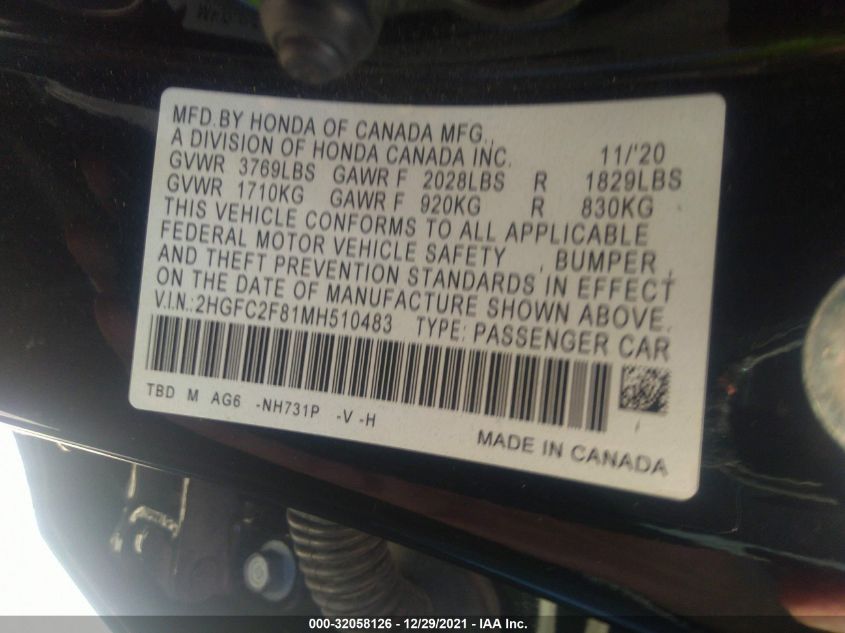 MFD.BY HONDA OF CANADA MFG.,
A DIVISION OF HONDA CANADA INC. 11/'20
GVWR 3769LBS GAWR F 2028LBS R 1829LBS
GVWR 1710KG GAWR F 920KG R 830KG
THIS VEHICLE CONFORMS TO ALL APPLICABLE
FEDERAL MOTOR VEHICLE SAFETY , BUMPER ,
AND THEFT PREVENTION STANDARDS IN EFFECT
ON THE DATE OF MANUFACTURE SHOWN ABOVE.
V.I.N.:2HGFC2F81MH510483 TYPE: PASSENGER CAR
TBD M AG6 -NH731P -V -H
MADE IN CANADA
000-32058126 - 12/29/2021 - IAA Inc.